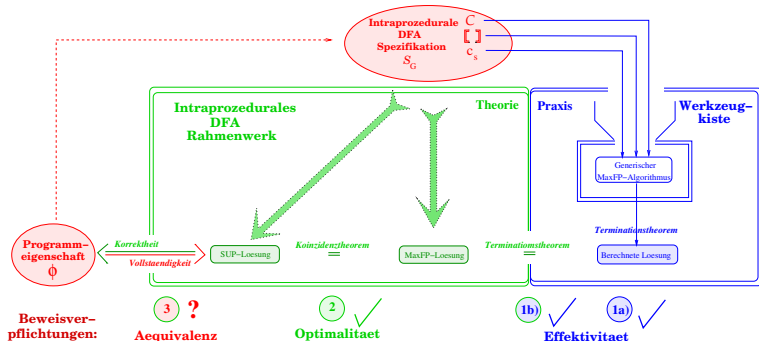 Intraprozedurale
C
DFA
[[ ]]
Spezifikation
c_s
S_G
Intraprozedurales
DFA
Rahmenwerk
Theorie
Praxis
Werkzeug-
kiste
Generischer
MaxFP-Algorithmus
Terminationstheorem
Programm-
eigenschaft
ϕ
Korrektheit
Vollstaendigkeit
SUP-Loesung
Koinzidenztheorem
=
MaxFP-Loesung
Terminationstheorem
=
Berechnete Loesung
Beweisver-
pflichtungen:
3 ?
Aequivalenz
2 ✓
Optimalitaet
1b) ✓ 1a) ✓
Effektivitaet